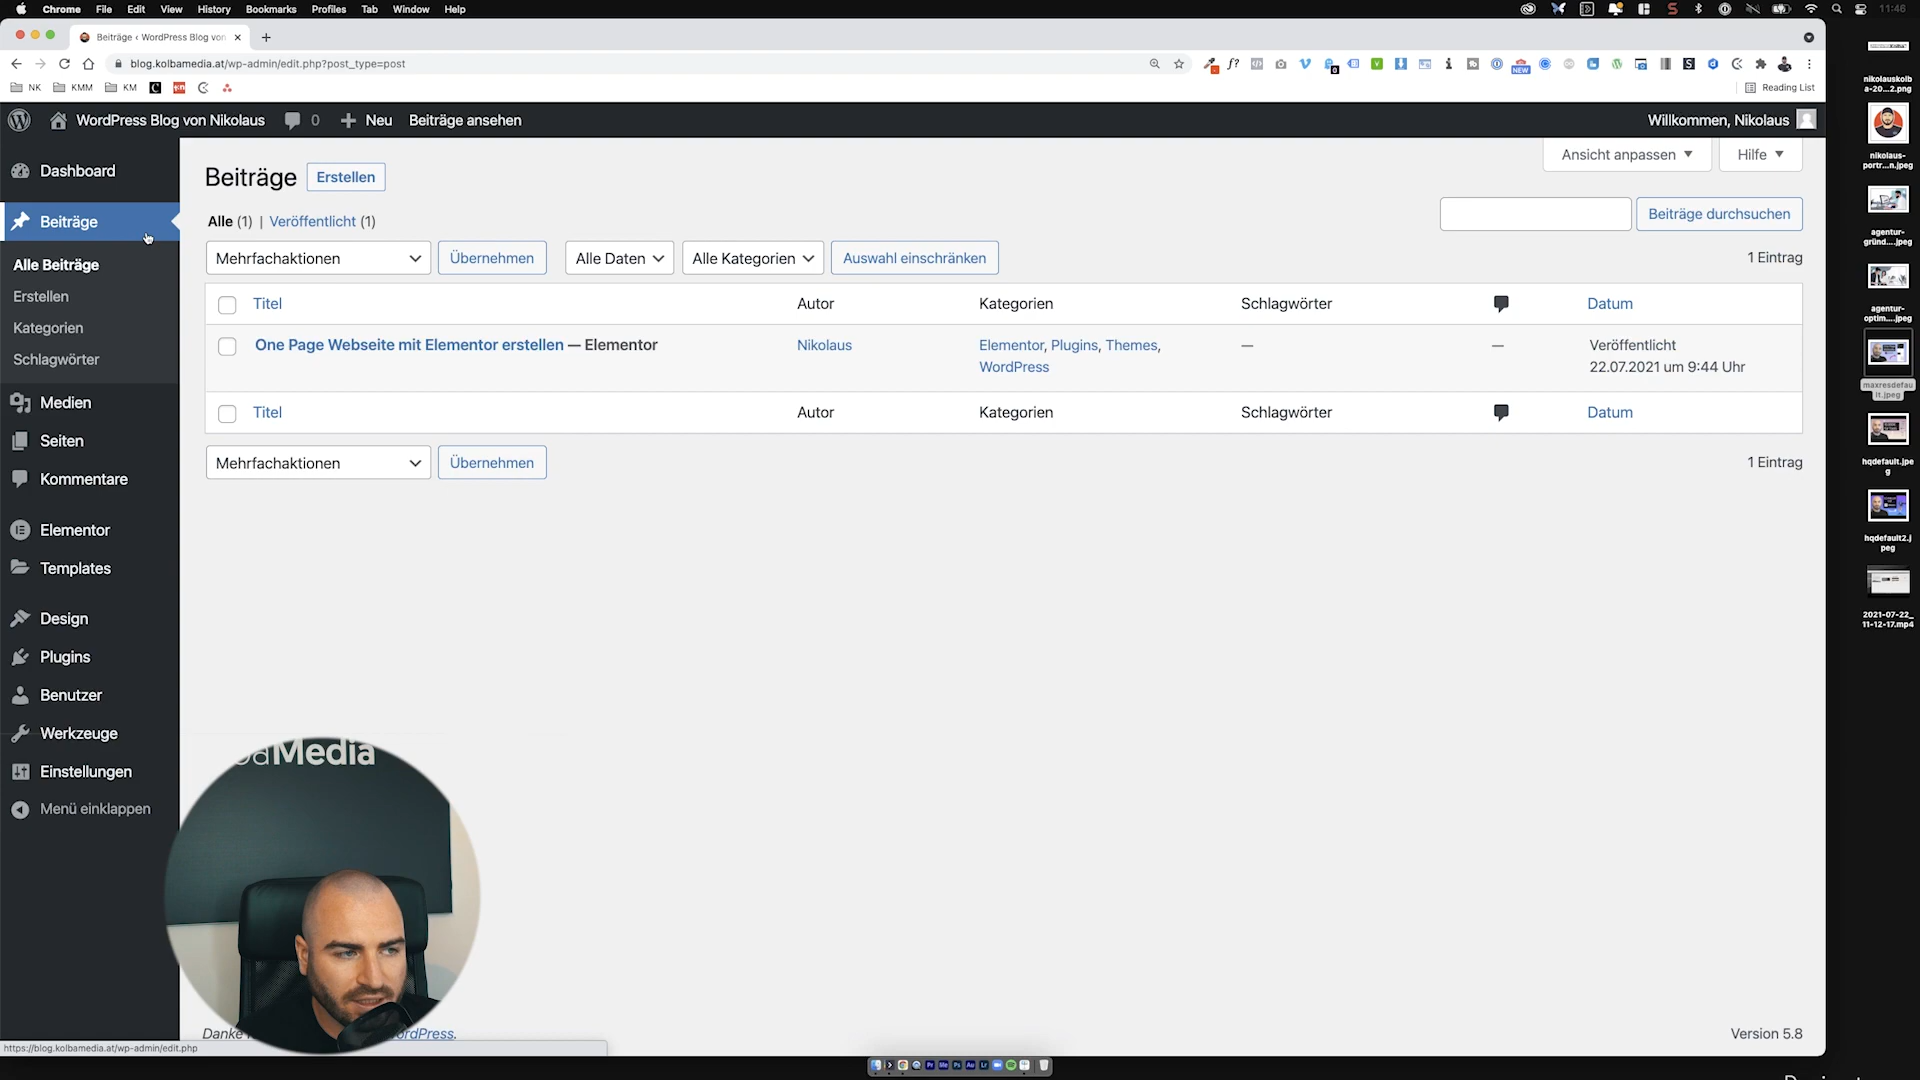 Chrome File Edit View History Bookmarks Profiles Tab Window Help 11:46
Beiträge ‹ WordPress Blog von
blog.kolbamedia.at/wp-admin/edit.php?post_type=post
NK KMM KM Reading List
WordPress Blog von Nikolaus 0 Neu Beiträge ansehen Willkommen, Nikolaus
Dashboard
Beiträge
Alle Beiträge
Erstellen
Kategorien
Schlagwörter
Medien
Seiten
Kommentare
Elementor
Templates
Design
Plugins
Benutzer
Werkzeuge
Einstellungen
Menü einklappen
Ansicht anpassen Hilfe
Beiträge Erstellen
Alle (1) | Veröffentlicht (1)
Beiträge durchsuchen
Mehrfachaktionen Übernehmen Alle Daten Alle Kategorien Auswahl einschränken 1 Eintrag
Titel Autor Kategorien Schlagwörter Datum
One Page Webseite mit Elementor erstellen — Elementor Nikolaus Elementor, Plugins, Themes, — — Veröffentlicht
WordPress 22.07.2021 um 9:44 Uhr
Titel Autor Kategorien Schlagwörter Datum
Mehrfachaktionen Übernehmen 1 Eintrag
aMedia
Danke ordPress. Version 5.8
https://blog.kolbamedia.at/wp-admin/edit.php
nikolauskolb
a-20...2.png
nikolaus-
portr...n.jpeg
agentur-
gründ....jpeg
agentur-
optim....jpeg
maxresdefau
lt.jpeg
hqdefault.jpe
g
hqdefault2.j
peg
2021-07-22_
11-12-17.mp4